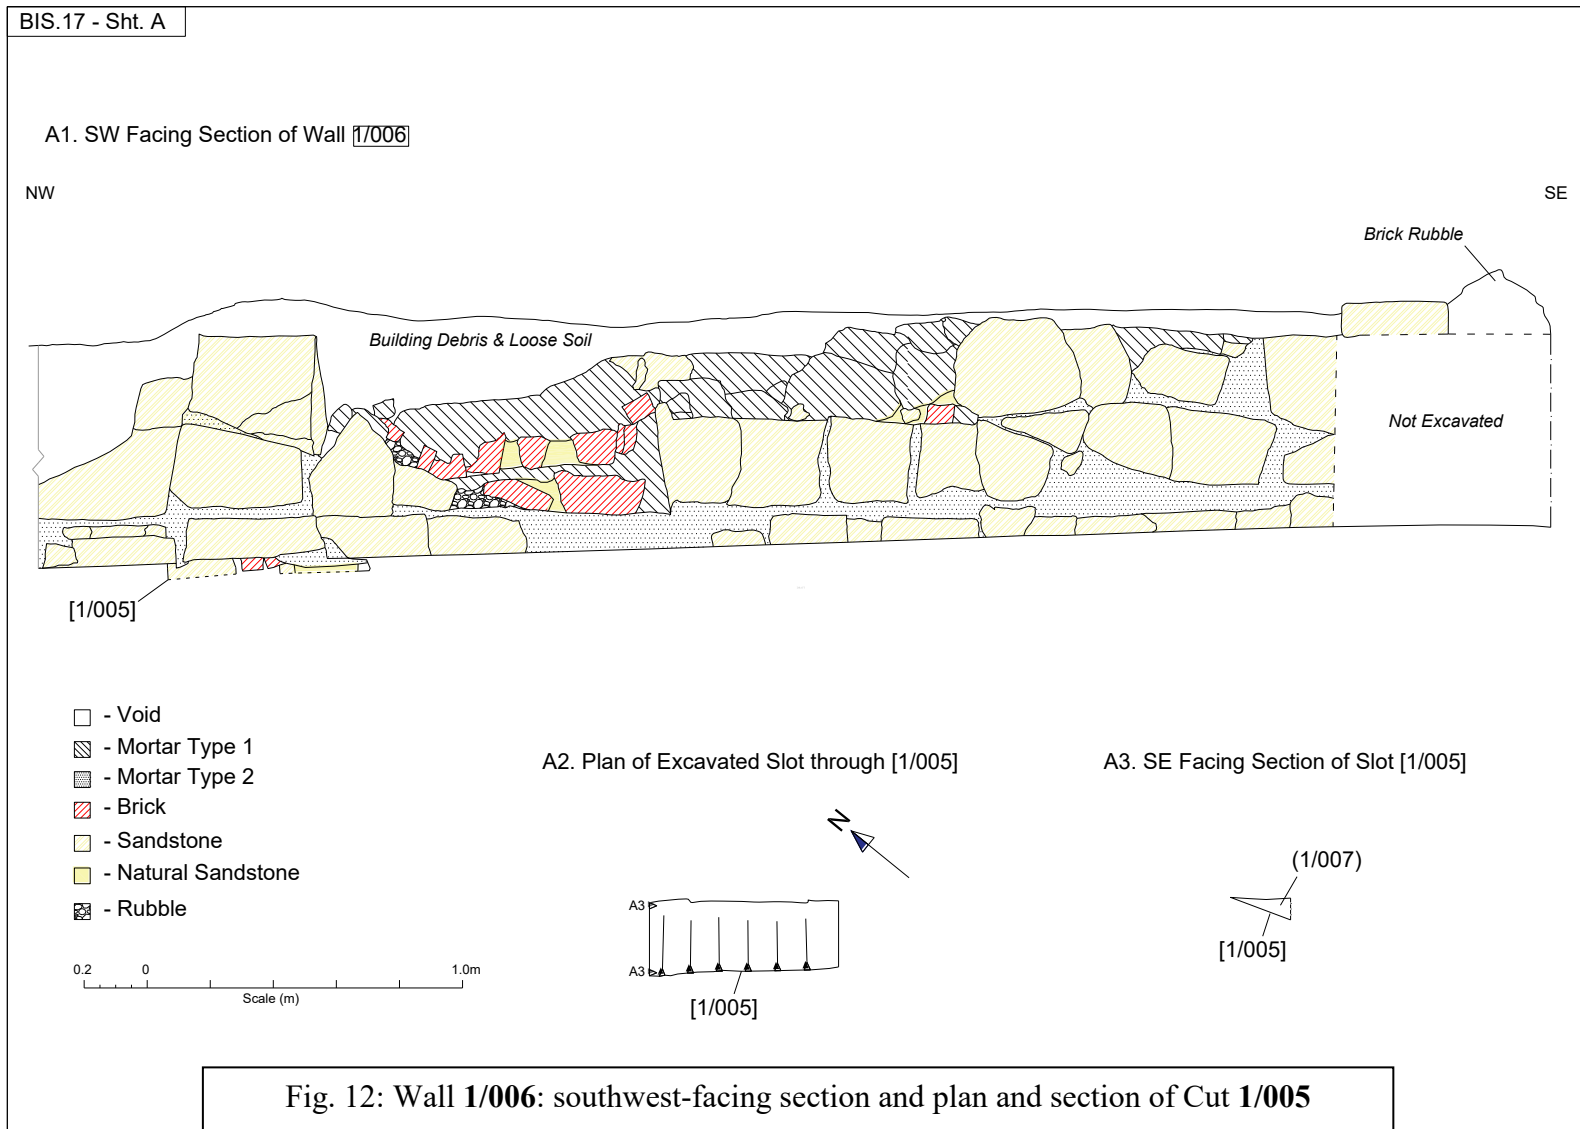 BIS.17 - Sht. A
A1. SW Facing Section of Wall 1/006
NW
SE
Brick Rubble
Building Debris & Loose Soil
Not Excavated
[1/005]
- Void
- Mortar Type 1
- Mortar Type 2
- Brick
- Sandstone
- Natural Sandstone
- Rubble
0.2 0 1.0m
Scale (m)
A2. Plan of Excavated Slot through [1/005]
N
A3
A3
[1/005]
A3. SE Facing Section of Slot [1/005]
(1/007)
[1/005]
Fig. 12: Wall 1/006: southwest-facing section and plan and section of Cut 1/005